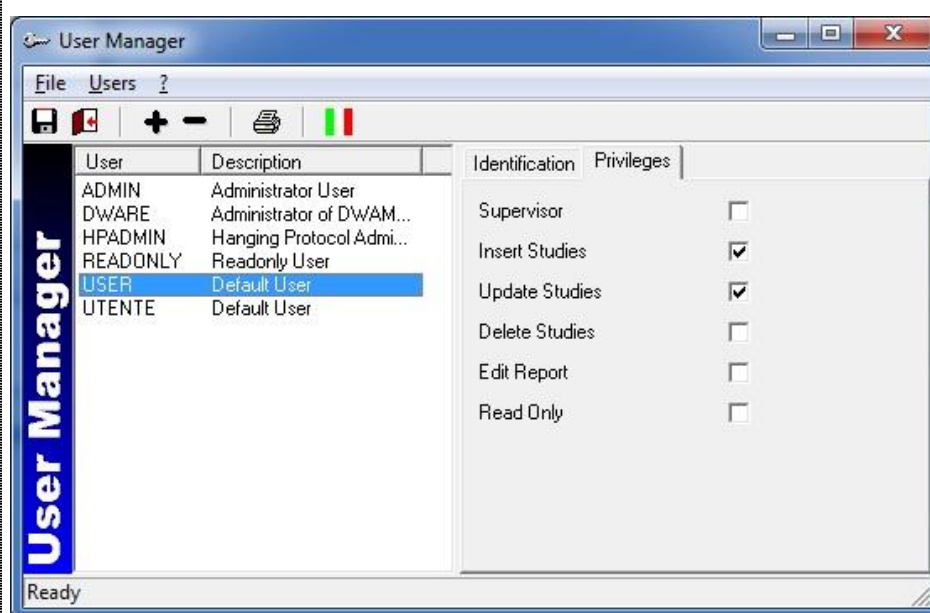 User Manager
File Users ?
User Manager
User Description
ADMIN Administrator User
DWARE Administrator of DWAM...
HPADMIN Hanging Protocol Admi...
READONLY Readonly User
USER Default User
UTENTE Default User
Identification Privileges
Supervisor
Insert Studies
Update Studies
Delete Studies
Edit Report
Read Only
Ready